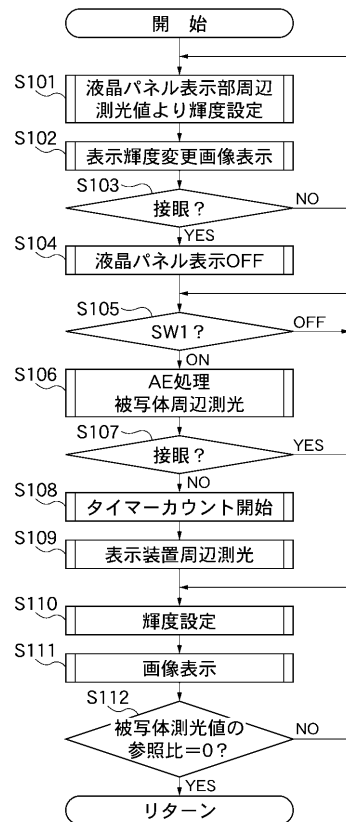 開 始
S101
液晶パネル表示部周辺
測光値より輝度設定
S102
表示輝度変更画像表示
S103
接眼?
NO
YES
S104
液晶パネル表示OFF
S105
SW1?
OFF
ON
S106
AE処理
被写体周辺測光
S107
接眼?
YES
NO
S108
タイマーカウント開始
S109
表示装置周辺測光
S110
輝度設定
S111
画像表示
S112
被写体測光値の
参照比=0?
NO
YES
リターン